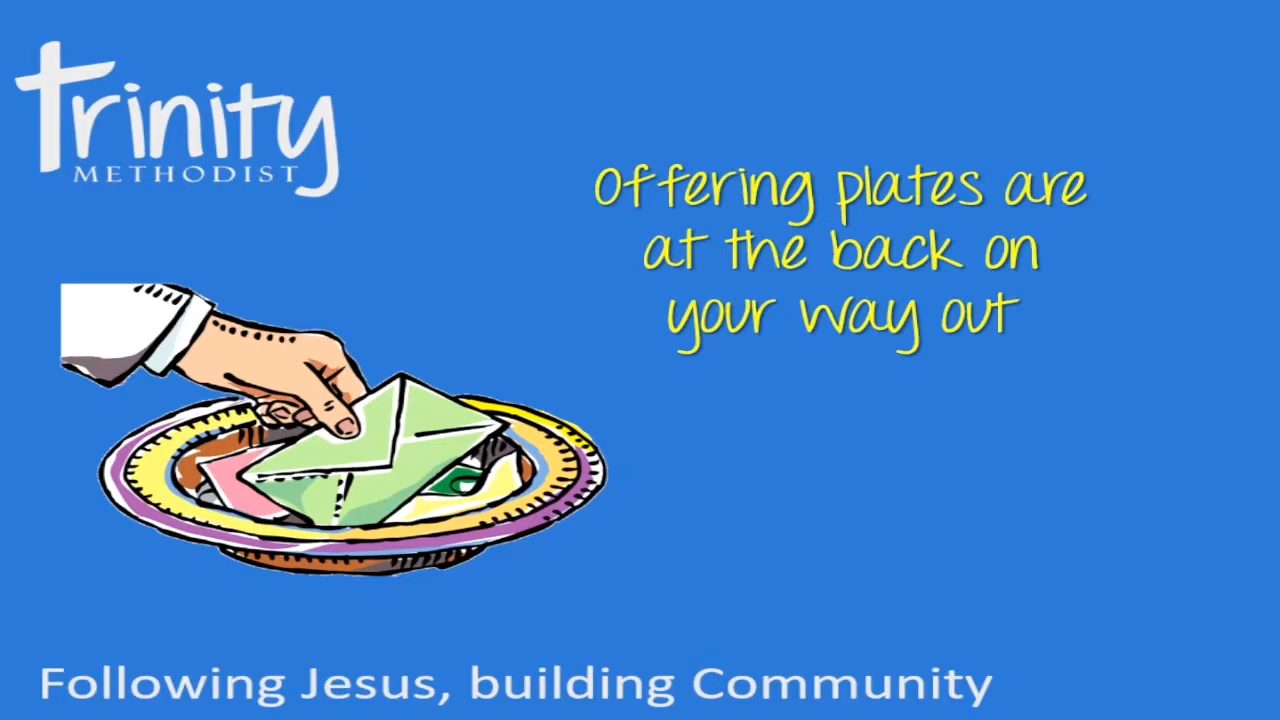 Trinity
METHODIST
Offering plates are
at the back on
your way out
Following Jesus, building Community